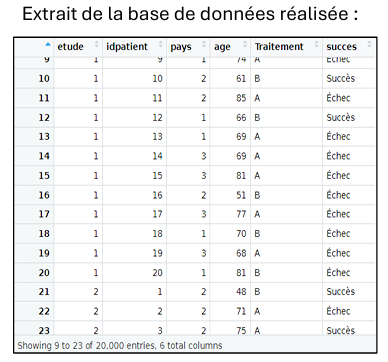 Extrait de la base de données réalisée :
etude idpatient pays age Traitement succes
9 1 9 1 74 A Échec
10 1 10 2 61 B Succès
11 1 11 2 85 A Échec
12 1 12 1 66 B Succès
13 1 13 1 69 A Échec
14 1 14 3 69 A Échec
15 1 15 3 81 A Échec
16 1 16 2 51 B Échec
17 1 17 3 77 A Échec
18 1 18 1 70 B Échec
19 1 19 3 68 A Échec
20 1 20 1 81 B Échec
21 2 1 2 48 B Succès
22 2 2 2 71 A Échec
23 2 3 2 75 A Succès
Showing 9 to 23 of 20,000 entries, 6 total columns